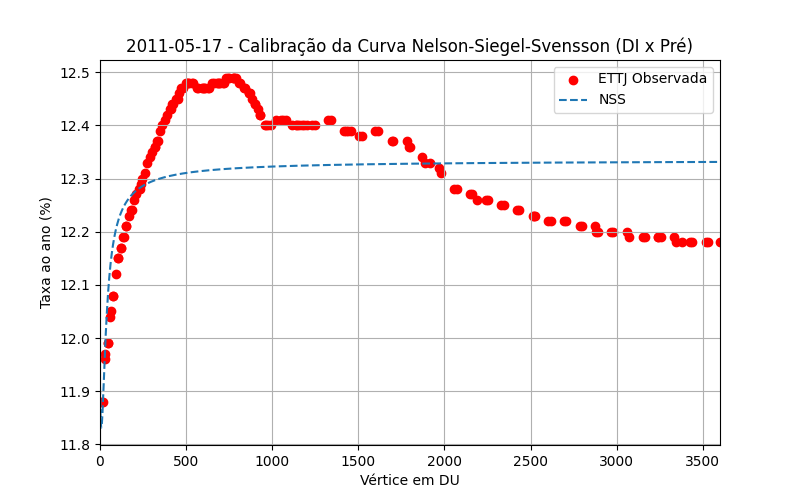 2011-05-17 - Calibração da Curva Nelson-Siegel-Svensson (DI x Pré)
ETTJ Observada
NSS
Taxa ao ano (%)
12.5
12.4
12.3
12.2
12.1
12.0
11.9
11.8
0 500 1000 1500 2000 2500 3000 3500
Vértice em DU